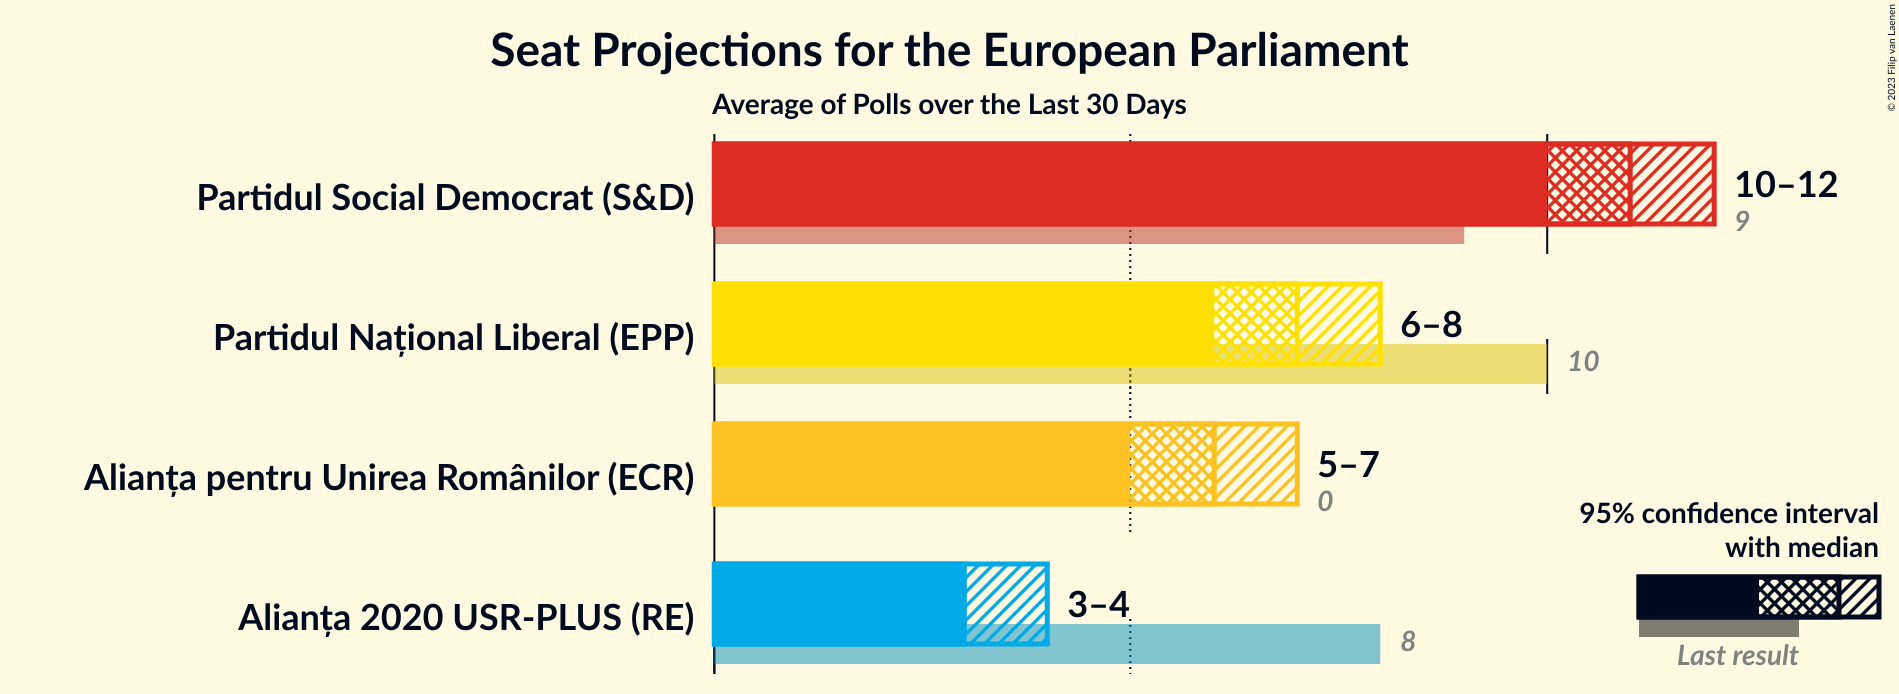 Seat Projections for the European Parliament
Average of Polls over the Last 30 Days
Partidul Social Democrat (S&D)
10–12
9
Partidul Național Liberal (EPP)
6–8
10
Alianța pentru Unirea Românilor (ECR)
5–7
0
Alianța 2020 USR-PLUS (RE)
3–4
8
95% confidence interval
with median
Last result
© 2023 Filip van Laenen